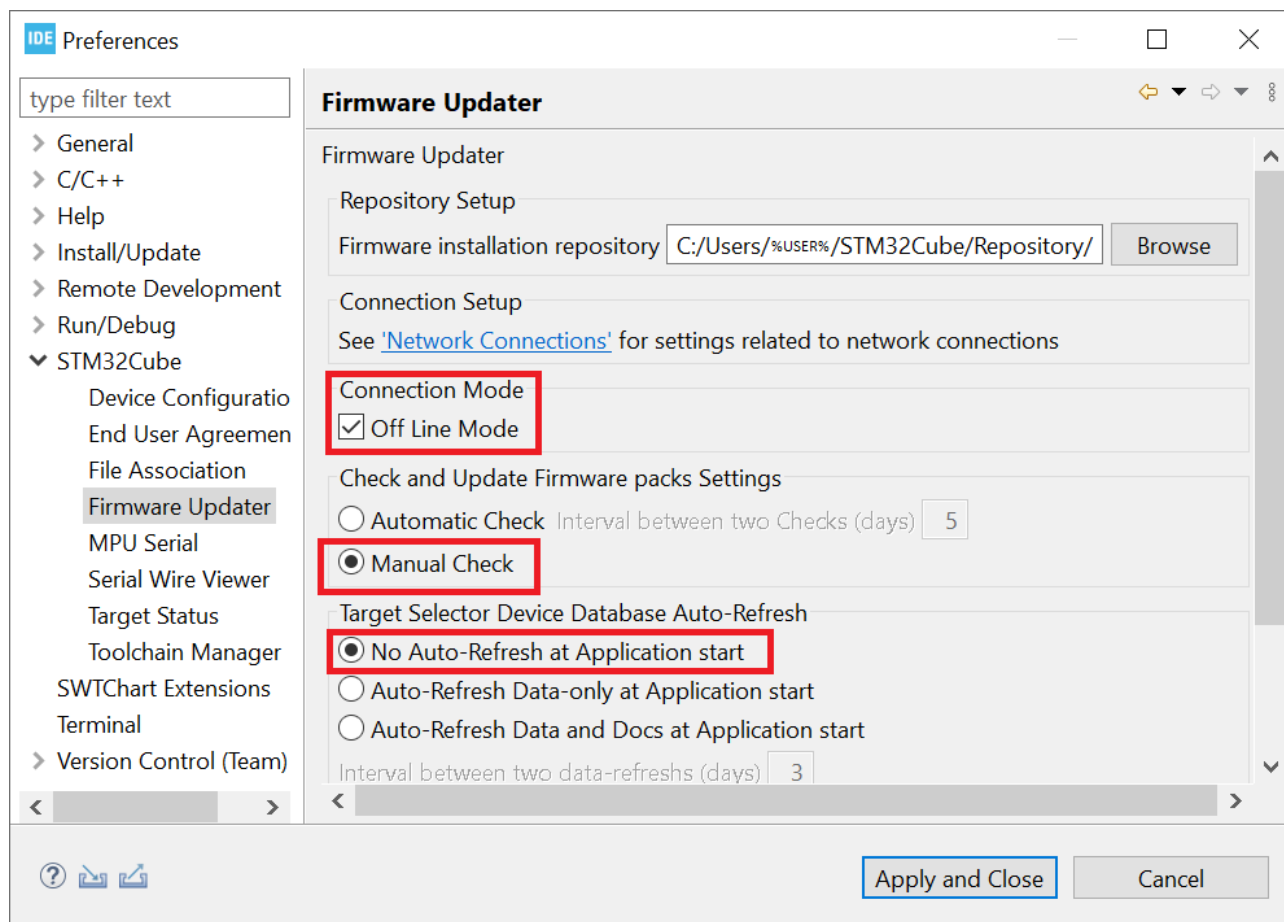 IDE Preferences
type filter text
General
C/C++
Help
Install/Update
Remote Development
Run/Debug
STM32Cube
Device Configuratio
End User Agreemen
File Association
Firmware Updater
MPU Serial
Serial Wire Viewer
Target Status
Toolchain Manager
SWTChart Extensions
Terminal
Version Control (Team)
Firmware Updater
Firmware Updater
Repository Setup
Firmware installation repository C:/Users/%USER%/STM32Cube/Repository/ Browse
Connection Setup
See 'Network Connections' for settings related to network connections
Connection Mode
Off Line Mode
Check and Update Firmware packs Settings
Automatic Check Interval between two Checks (days) 5
Manual Check
Target Selector Device Database Auto-Refresh
No Auto-Refresh at Application start
Auto-Refresh Data-only at Application start
Auto-Refresh Data and Docs at Application start
Interval between two data-refreshs (days) 3
? Apply and Close Cancel